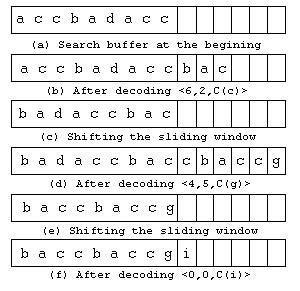 a c c b a d a c c
(a) Search buffer at the begining
a c c b a d a c c b a c
(b) After decoding <6,2,C(c)>
b a d a c c b a c
(c) Shifting the sliding window
b a d a c c b a c c b a c c g
(d) After decoding <4,5,C(g)>
b a c c b a c c g
(e) Shifting the sliding window
b a c c b a c c g i
(f) After decoding <0,0,C(i)>